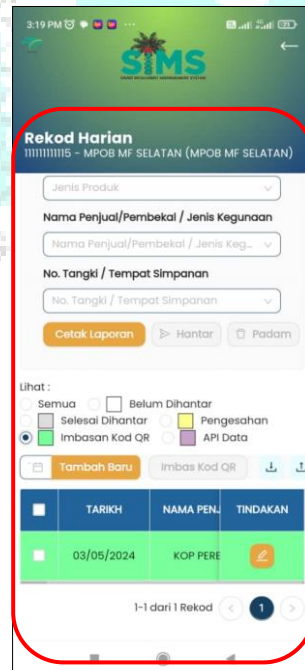 3:19 PM
21
SIMS
Rekod Harian
111111111115 - MPOB MF SELATAN (MPOB MF SELATAN)
Jenis Produk
Nama Penjual/Pembekal / Jenis Kegunaan
Nama Penjual/Pembekal / Jenis Keg...
No. Tangki / Tempat Simpanan
No. Tangki / Tempat Simpanan
Cetak Laporan Hantar Padam
Lihat :
Semua Belum Dihantar
Selesai Dihantar Pengesahan
Imbasan Kod QR API Data
Tambah Baru Imbas Kod QR
TARIKH NAMA PENJ TINDAKAN
03/05/2024 KOP PERE
1-1 dari 1 Rekod 1